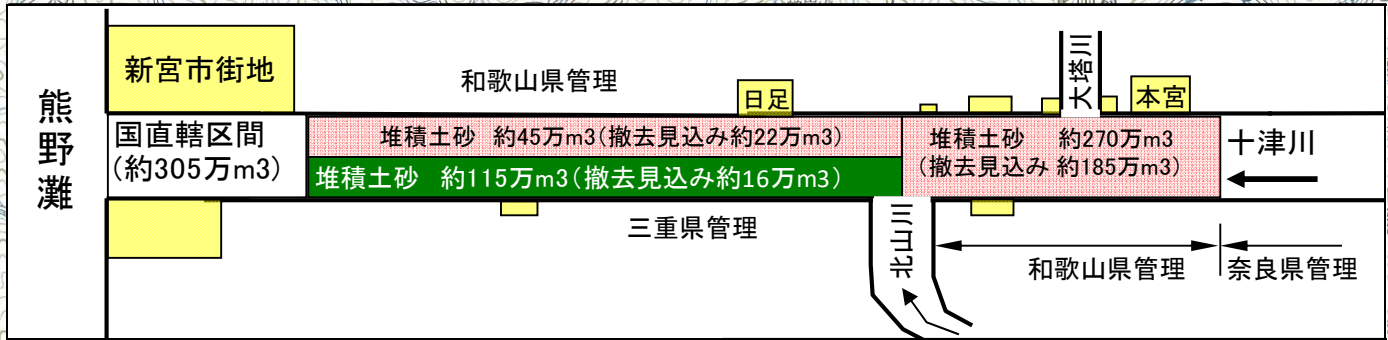 熊野灘
新宮市街地
和歌山県管理
日足
大塔川
本宮
国直轄区間
(約305万m3)
堆積土砂 約45万m3(撤去見込み約22万m3)
堆積土砂 約115万m3(撤去見込み約16万m3)
堆積土砂 約270万m3
(撤去見込み 約185万m3)
十津川
三重県管理
北山川
和歌山県管理
奈良県管理